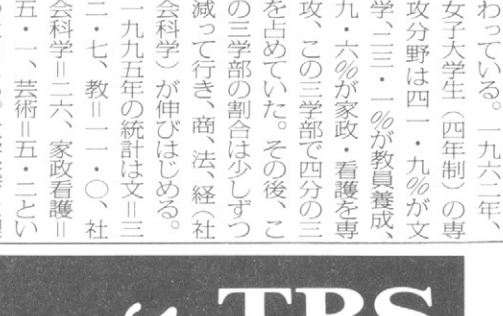 わっている。一九六二年、
女子大学生（四年制）の専
攻分野は四一・九%が文
学、二三・一%が教員養成、
九・六%が家政・看護を専
攻、この三学部で四分の三
を占めていた。その後、こ
の三学部の割合は少しずつ
減って行き、商、法、経（社
会科学）が伸びはじめる。
一九九五年の統計は文＝三
二・七、教＝一一・〇、社
会科学＝二六、家政看護＝
五・一、芸術＝五・二とい
TBS